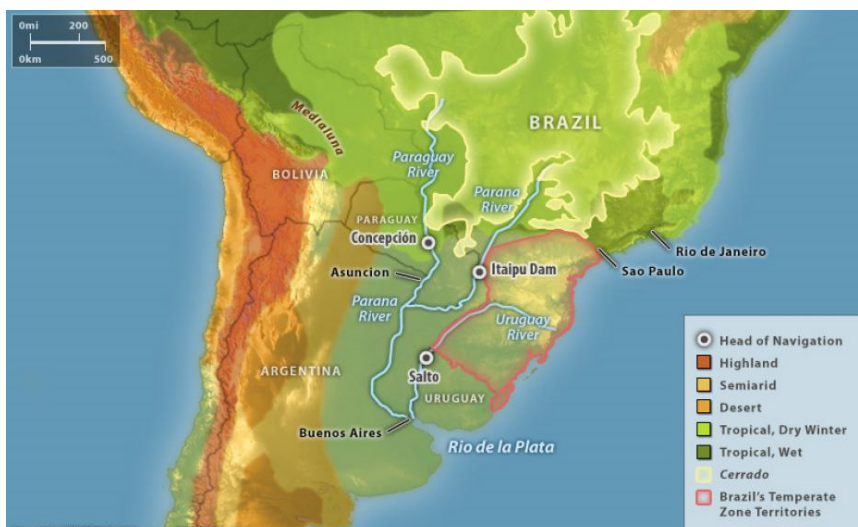 0mi 200
0km 500
Medialuna
BRAZIL
Paraguay
River
BOLIVIA
Parana
River
PARAGUAY
Concepción
Rio de Janeiro
Itaipu Dam
Sao Paulo
Asuncion
Parana
River
Uruguay
River
ARGENTINA
Salto
URUGUAY
Buenos Aires
Rio de la Plata
Head of Navigation
Highland
Semiarid
Desert
Tropical, Dry Winter
Tropical, Wet
Cerrado
Brazil's Temperate
Zone Territories